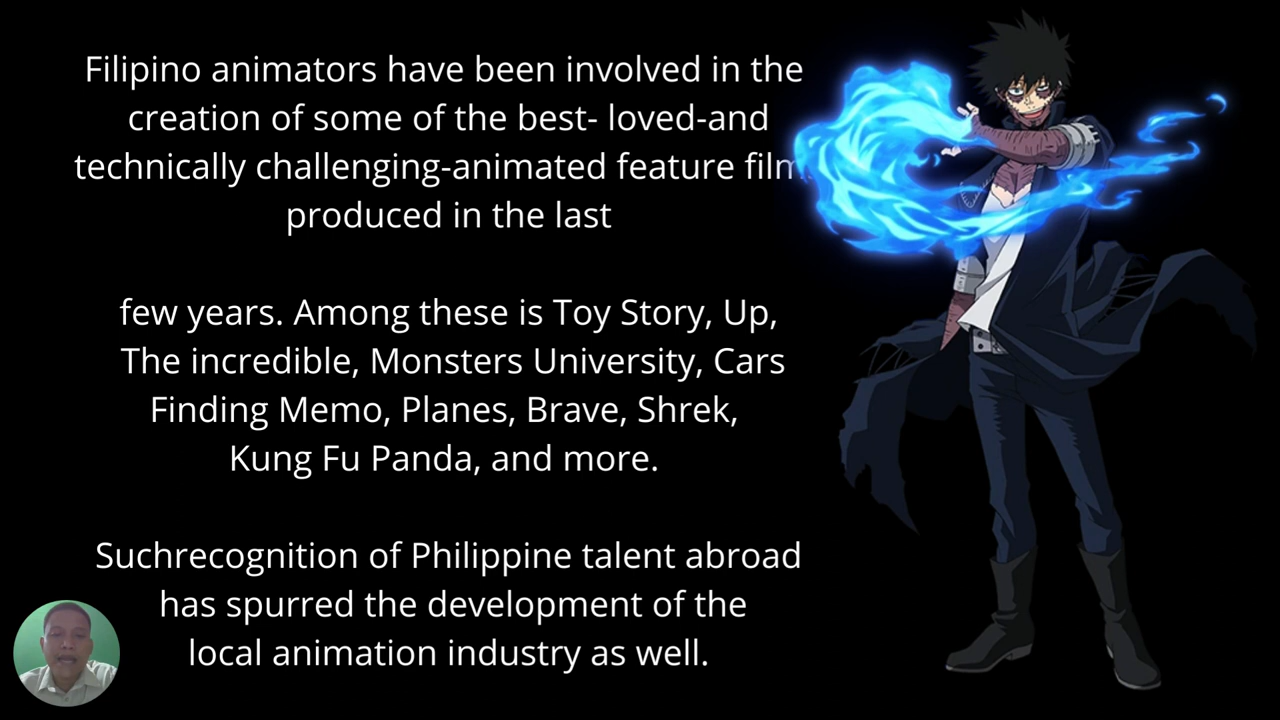 Filipino animators have been involved in the
creation of some of the best- loved-and
technically challenging-animated feature film
produced in the last
few years. Among these is Toy Story, Up,
The incredible, Monsters University, Cars
Finding Memo, Planes, Brave, Shrek,
Kung Fu Panda, and more.
Suchrecognition of Philippine talent abroad
has spurred the development of the
local animation industry as well.